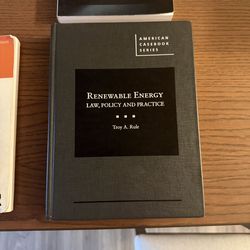 AMERICAN
CASEBOOK
SERIES
RENEWABLE ENERGY
LAW, POLICY AND PRACTICE
Troy A. Rule